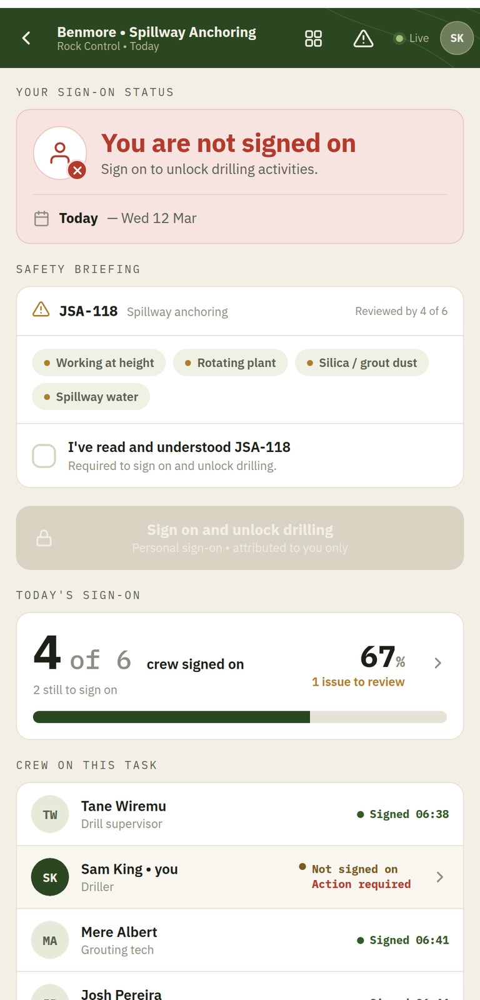 Benmore • Spillway Anchoring
Rock Control • Today
Live
SK
YOUR SIGN-ON STATUS
You are not signed on
Sign on to unlock drilling activities.
Today — Wed 12 Mar
SAFETY BRIEFING
JSA-118 Spillway anchoring Reviewed by 4 of 6
Working at height Rotating plant Silica / grout dust
Spillway water
I've read and understood JSA-118
Required to sign on and unlock drilling.
Sign on and unlock drilling
Personal sign-on • attributed to you only
TODAY'S SIGN-ON
4 of 6 crew signed on 67%
1 issue to review
2 still to sign on
CREW ON THIS TASK
TW Tane Wiremu
Drill supervisor
Signed 06:38
SK Sam King • you
Driller
Not signed on
Action required
MA Mere Albert
Grouting tech
Signed 06:41
Josh Pereira